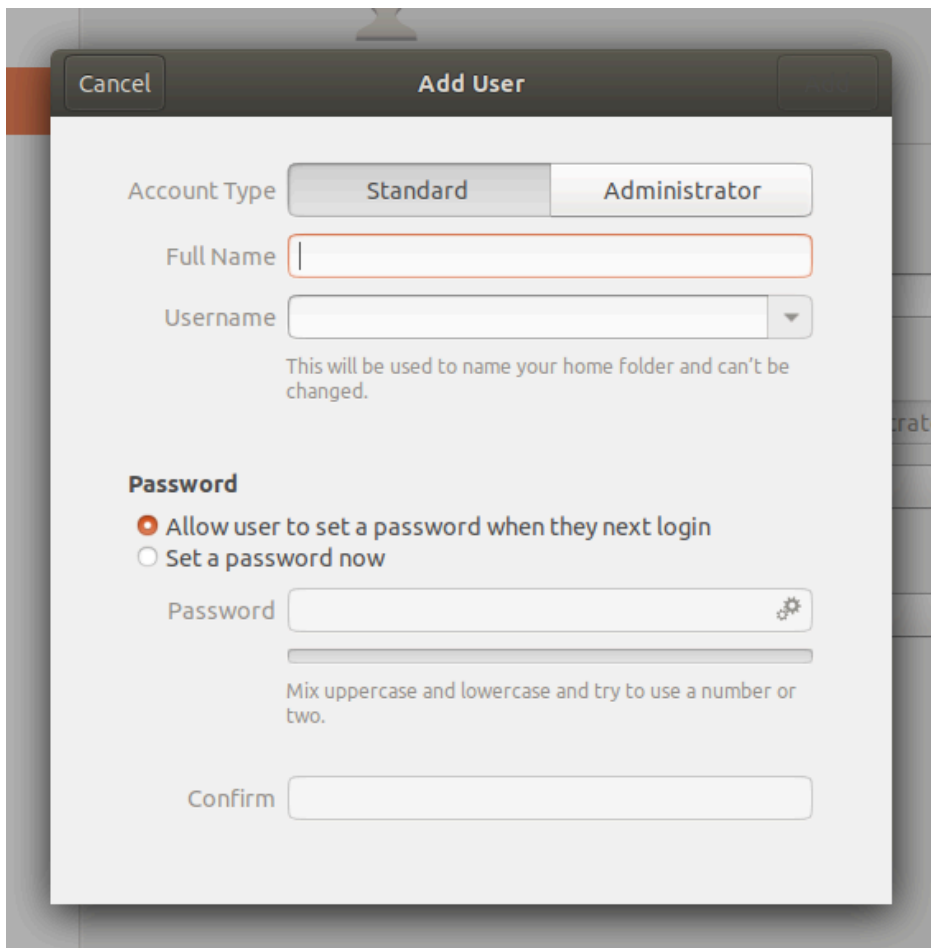 Cancel
Add User
Add
Account Type
Standard
Administrator
Full Name
Username
This will be used to name your home folder and can't be
changed.
Password
Allow user to set a password when they next login
Set a password now
Password
Mix uppercase and lowercase and try to use a number or
two.
Confirm